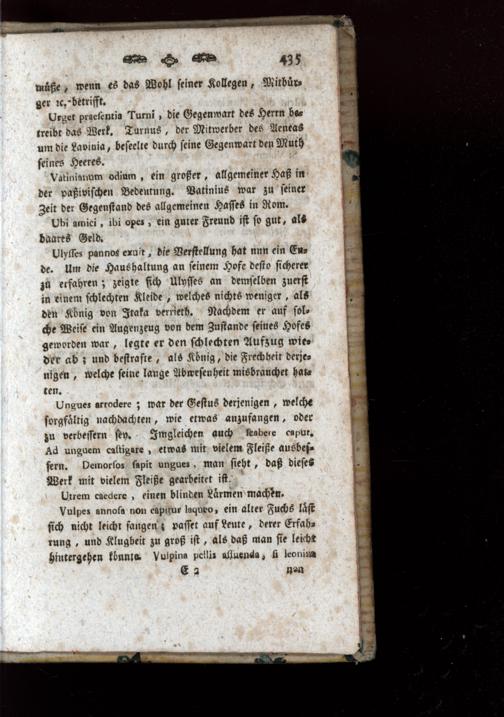 435
müße, wenn es das Wohl seiner Kollegen, Mitbür-
ger ꝛc. betrifft.
Urget praesentia Turni, die Gegenwart des Herrn be-
treibt das Werk. Turnus, der Mitwerber des Aeneas
um die Lavinia, beseelte durch seine Gegenwart den Muth
seines Heeres.
Vatinianum odium, ein großer, allgemeiner Haß in
der paßivischen Bedeutung. Vatinius war zu seiner
Zeit der Gegenstand des allgemeinen Hasses in Rom.
Ubi amici, ibi opes, ein guter Freund ist so gut, als
baares Geld.
Ulysses pannos exuit, die Verstellung hat nun ein En-
de. Um die Haushaltung an seinem Hofe desto sicherer
zu erfahren; zeigte sich Ulysses an demselben zuerst
in einem schlechten Kleide, welches nichts weniger, als
den König von Itaka verrieth. Nachdem er auf sol-
che Weise ein Augenzeug von dem Zustande seines Hofes
geworden war, legte er den schlechten Aufzug wie-
der ab; und bestrafte, als König, die Frechheit derje-
nigen, welche seine lange Abwesenheit misbrauchet hat-
ten.
Ungues arrodere; war der Gestus derjenigen, welche
sorgfältig nachdachten, wie etwas anzufangen, oder
zu verbessern sey. Imgleichen auch scabere caput.
Ad unguem castigare, etwas mit vielem Fleiße ausbes-
sern. Demorsos sapit ungues, man sieht, daß dieses
Werk mit vielem Fleiße gearbeitet ist.
Utrem caedere, einen blinden Lärmen machen.
Vulpes annosa non capitur laqueo, ein alter Fuchs läst
sich nicht leicht fangen; passet auf Leute, derer Erfah-
rung, und Klugheit zu groß ist, als daß man sie leicht
hintergehen könnte. Vulpina pellis assuenda, si leonina
E 2 non